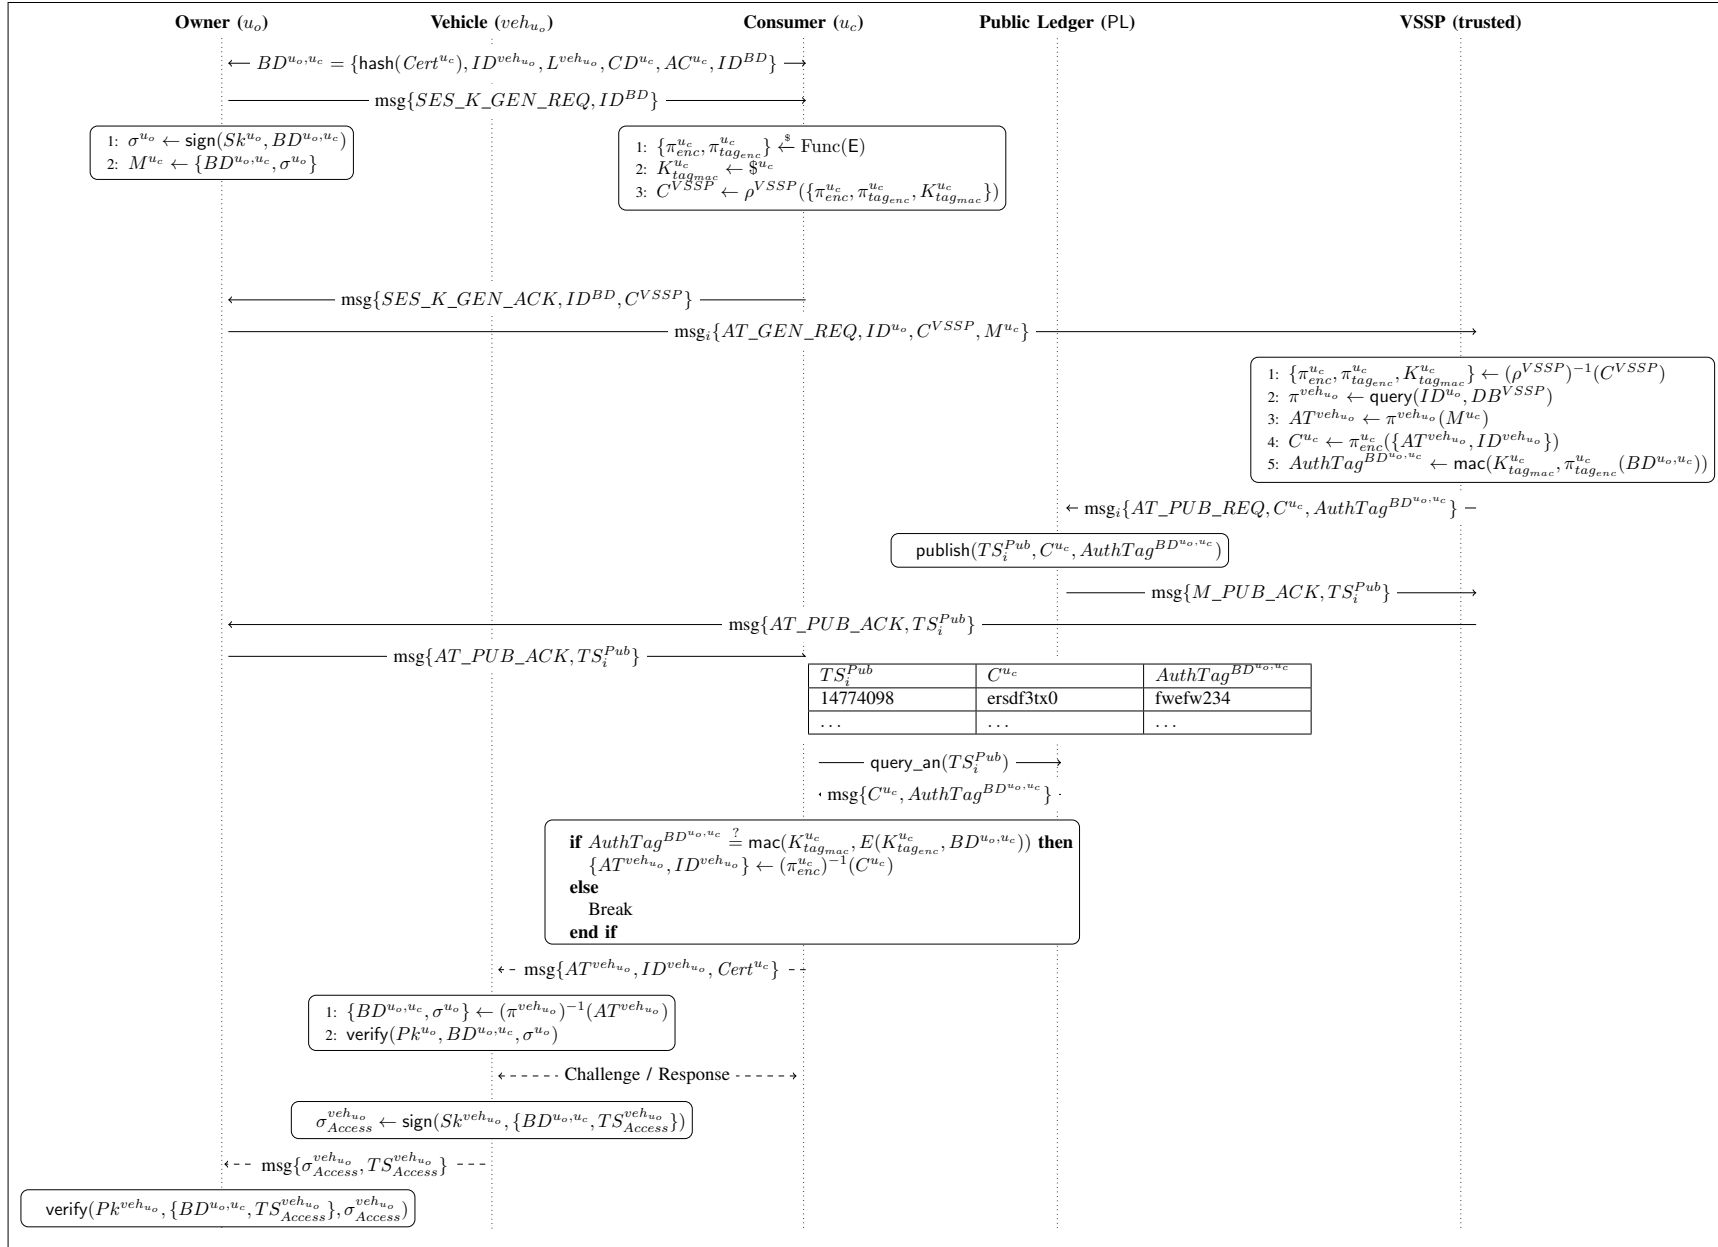 Owner (u_o) Vehicle (veh_{u_o}) Consumer (u_c) Public Ledger (PL) VSSP (trusted)
BD^{u_o,u_c} = {hash(Cert^{u_c}), ID^{veh_{u_o}}, L^{veh_{u_o}}, CD^{u_c}, AC^{u_c}, ID^{BD}}
msg{SES_K_GEN_REQ, ID^{BD}}
1: σ^{u_o} ← sign(Sk^{u_o}, BD^{u_o,u_c})
2: M^{u_c} ← {BD^{u_o,u_c}, σ^{u_o}}
1: {π^{u_c}_{enc}, π^{u_c}_{tag_{enc}}} ←$ Func(E)
2: K^{u_c}_{tag_{mac}} ← $^{u_c}
3: C^{VSSP} ← ρ^{VSSP}({π^{u_c}_{enc}, π^{u_c}_{tag_{enc}}, K^{u_c}_{tag_{mac}}})
msg{SES_K_GEN_ACK, ID^{BD}, C^{VSSP}}
msg_i{AT_GEN_REQ, ID^{u_o}, C^{VSSP}, M^{u_c}}
1: {π^{u_c}_{enc}, π^{u_c}_{tag_{enc}}, K^{u_c}_{tag_{mac}}} ← (ρ^{VSSP})^{-1}(C^{VSSP})
2: π^{veh_{u_o}} ← query(ID^{u_o}, DB^{VSSP})
3: AT^{veh_{u_o}} ← π^{veh_{u_o}}(M^{u_c})
4: C^{u_c} ← π^{u_c}_{enc}({AT^{veh_{u_o}}, ID^{veh_{u_o}}})
5: AuthTag^{BD^{u_o,u_c}} ← mac(K^{u_c}_{tag_{mac}}, π^{u_c}_{tag_{enc}}(BD^{u_o,u_c}))
msg_i{AT_PUB_REQ, C^{u_c}, AuthTag^{BD^{u_o,u_c}}}
publish(TS_i^{Pub}, C^{u_c}, AuthTag^{BD^{u_o,u_c}})
msg{M_PUB_ACK, TS_i^{Pub}}
msg{AT_PUB_ACK, TS_i^{Pub}}
msg{AT_PUB_ACK, TS_i^{Pub}}
TS_i^{Pub} C^{u_c} AuthTag^{BD^{u_o,u_c}}
14774098 ersdf3tx0 fwefw234
... ... ...
query_an(TS_i^{Pub})
msg{C^{u_c}, AuthTag^{BD^{u_o,u_c}}}
if AuthTag^{BD^{u_o,u_c}} =? mac(K^{u_c}_{tag_{mac}}, E(K^{u_c}_{tag_{enc}}, BD^{u_o,u_c})) then
{AT^{veh_{u_o}}, ID^{veh_{u_o}}} ← (π^{u_c}_{enc})^{-1}(C^{u_c})
else
Break
end if
msg{AT^{veh_{u_o}}, ID^{veh_{u_o}}, Cert^{u_c}}
1: {BD^{u_o,u_c}, σ^{u_o}} ← (π^{veh_{u_o}})^{-1}(AT^{veh_{u_o}})
2: verify(Pk^{u_o}, BD^{u_o,u_c}, σ^{u_o})
Challenge / Response
σ^{veh_{u_o}}_{Access} ← sign(Sk^{veh_{u_o}}, {BD^{u_o,u_c}, TS^{veh_{u_o}}_{Access}})
msg{σ^{veh_{u_o}}_{Access}, TS^{veh_{u_o}}_{Access}}
verify(Pk^{veh_{u_o}}, {BD^{u_o,u_c}, TS^{veh_{u_o}}_{Access}}, σ^{veh_{u_o}}_{Access})